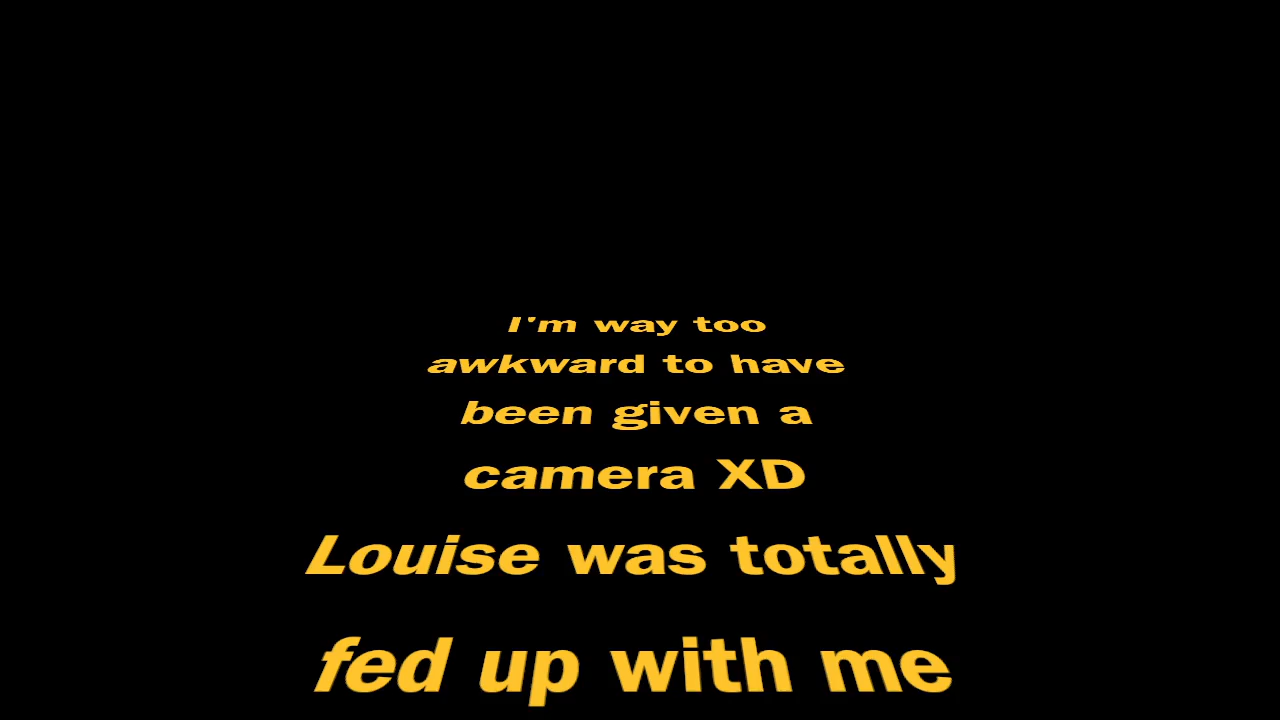 I'm way too
awkward to have
been given a
camera XD
Louise was totally
fed up with me